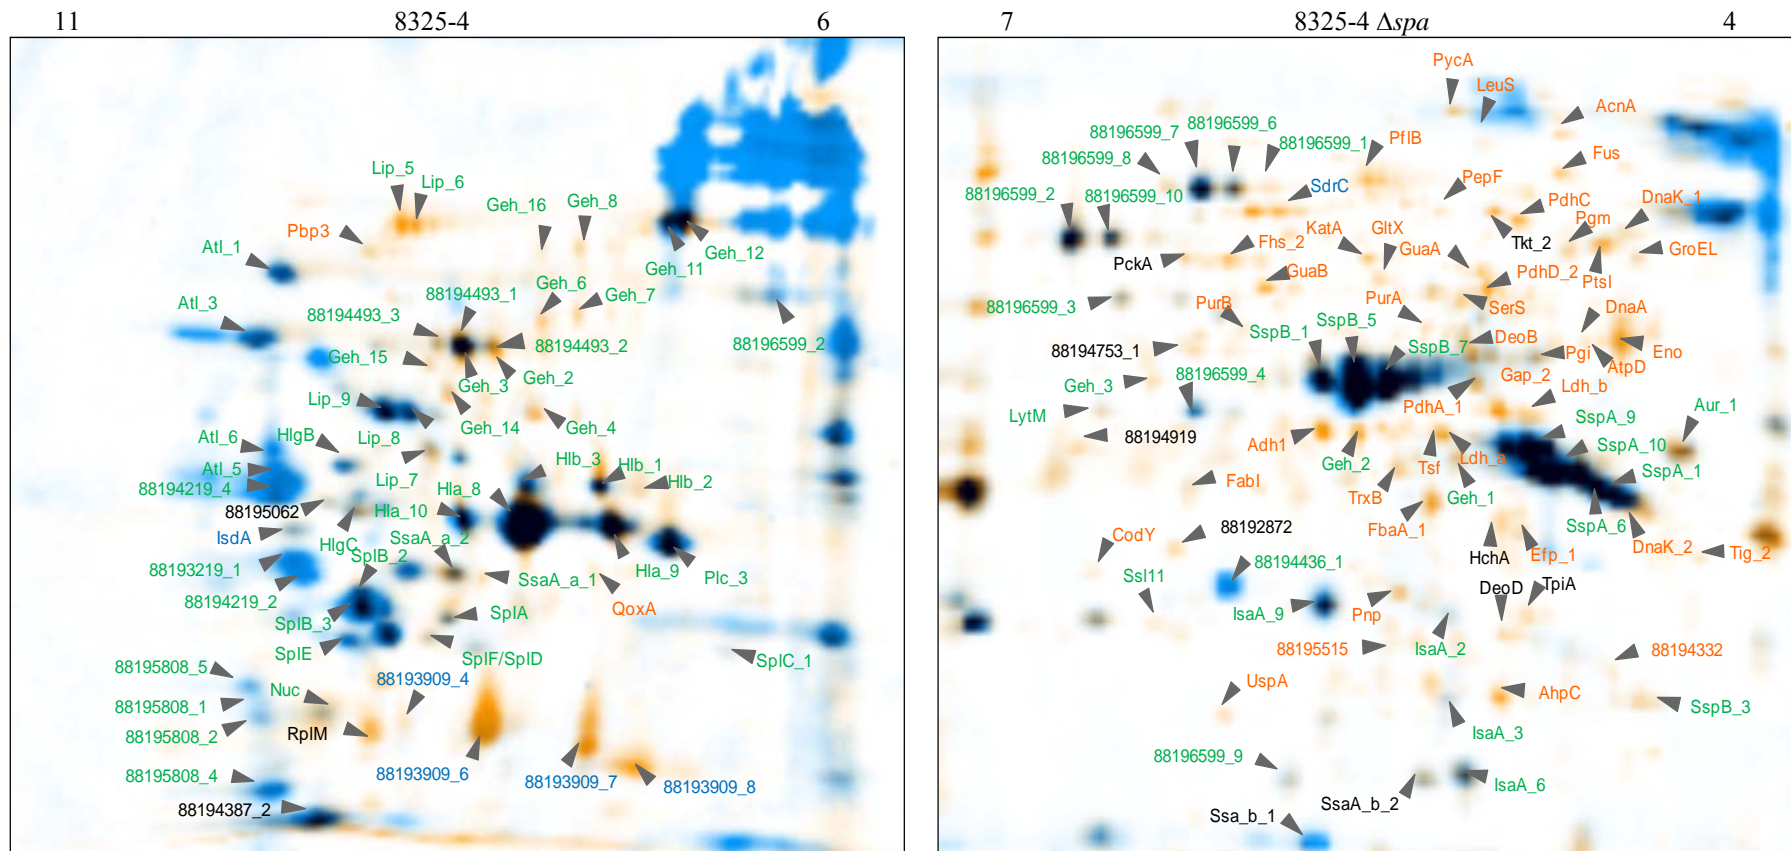 11 8325-4 6
7 8325-4 Δspa 4
Lip_5
Lip_6
Geh_16
Geh_8
Pbp3
Atl_1
Geh_12
Geh_11
Geh_6
Geh_7
88194493_1
Atl_3
88194493_3
88196599_2
88194493_2
Geh_15
Geh_3
Geh_2
Lip_9
Geh_14
Geh_4
Atl_6
HlgB
Lip_8
Hlb_3
Hlb_1
Atl_5
Lip_7
Hla_8
Hlb_2
88194219_4
88195062
Hla_10
IsdA
HlgC
SsaA_a_2
SplB_2
88193219_1
SsaA_a_1
Hla_9
Plc_3
88194219_2
QoxA
SplB_3
SplA
SplE
SplF/SplD
SplC_1
88195808_5
88193909_4
Nuc
88195808_1
88195808_2
RplM
88195808_4
88193909_6
88193909_7
88193909_8
88194387_2
PycA
LeuS
AcnA
88196599_7
88196599_6
88196599_1
PflB
Fus
88196599_8
SdrC
PepF
88196599_2
88196599_10
PdhC
DnaK_1
Pgm
KatA
GltX
Fhs_2
GuaA
Tkt_2
GroEL
PckA
GuaB
PdhD_2
PtsI
88196599_3
PurB
PurA
SerS
DnaA
SspB_1
SspB_5
SspB_7
DeoB
Pgi
AtpD
Eno
88194753_1
88196599_4
Gap_2
Ldh_b
Geh_3
PdhA_1
LytM
88194919
Adh1
SspA_9
Aur_1
Geh_2
Tsf
Ldh_a
SspA_10
SspA_1
FabI
TrxB
Geh_1
FbaA_1
SspA_6
88192872
CodY
HchA
Efp_1
DnaK_2
Tig_2
88194436_1
Ssl11
DeoD
TpiA
IsaA_9
Pnp
88195515
IsaA_2
88194332
UspA
AhpC
SspB_3
IsaA_3
88196599_9
IsaA_6
Ssa_b_1
SsaA_b_2